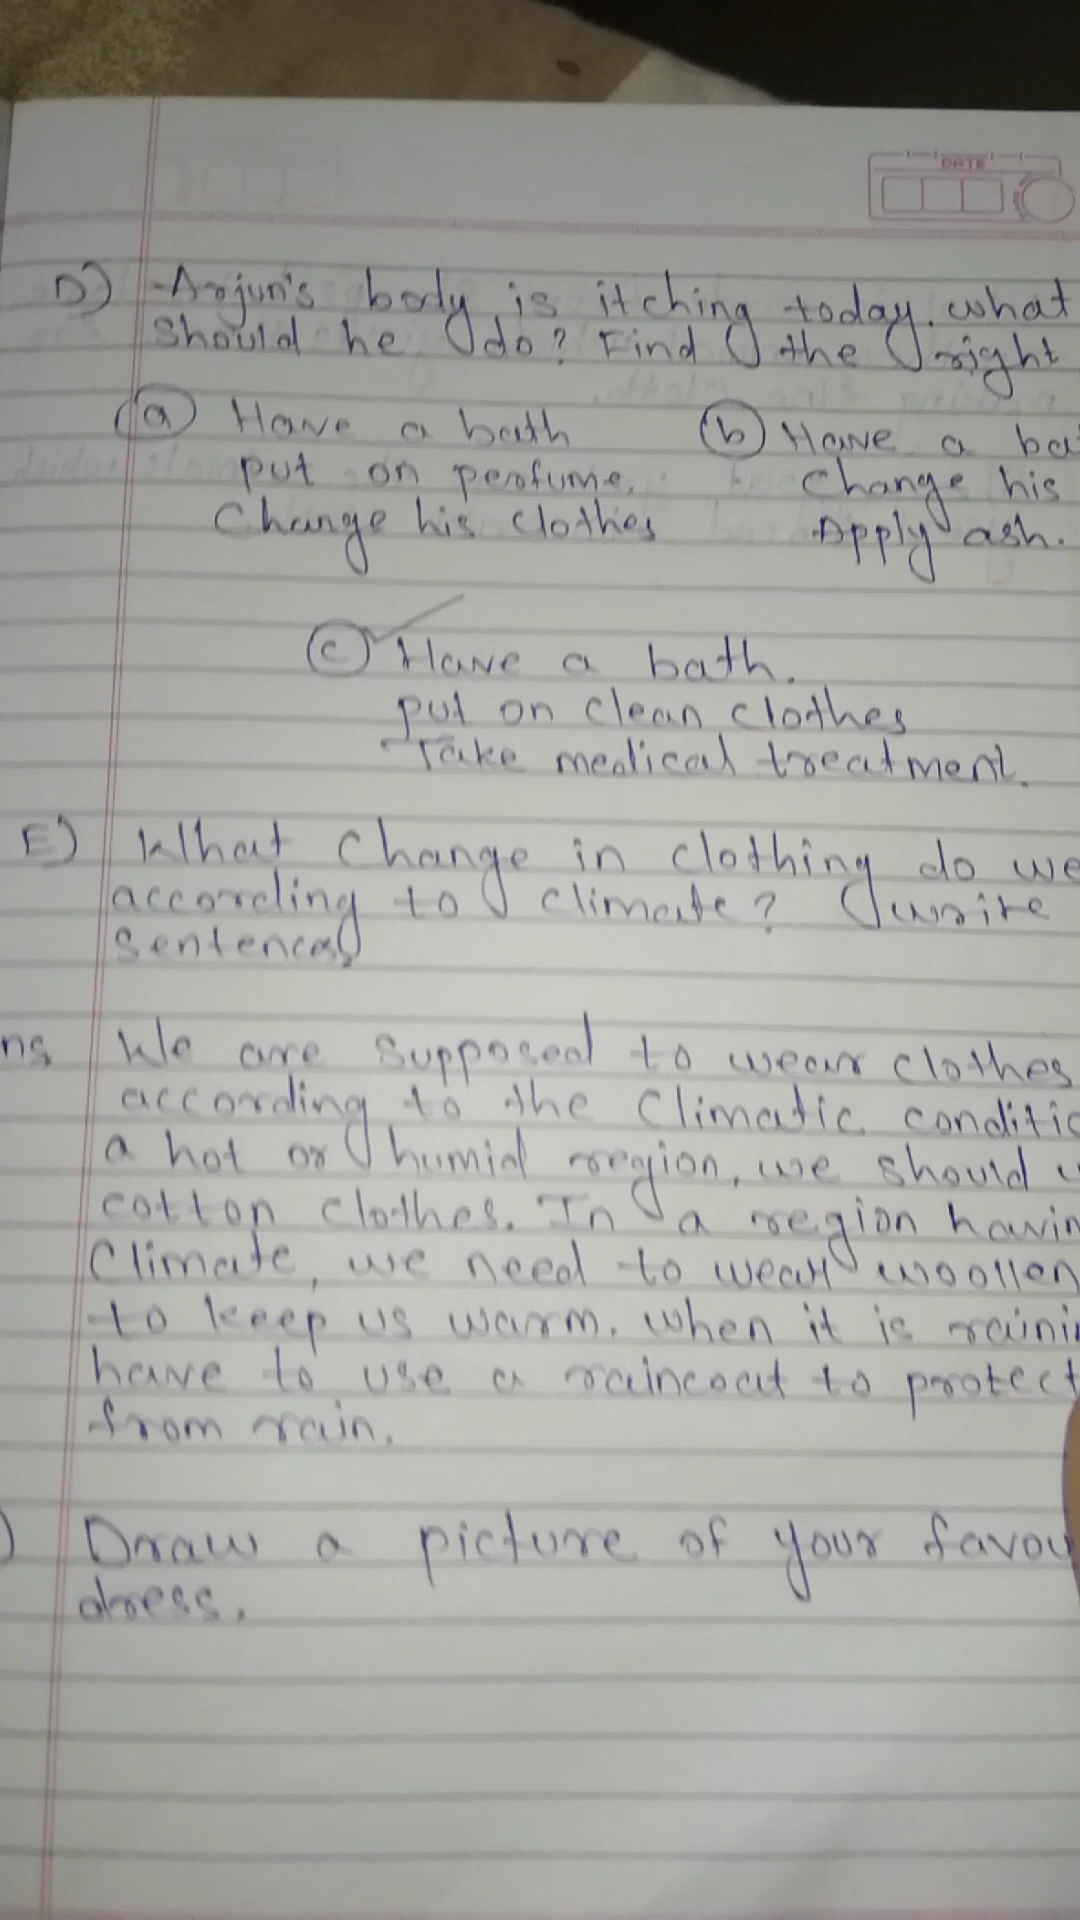 DATE
D) Arjun's body is itching today. what
should he do? Find the right
(a) Have a bath
put on perfume.
Change his clothes
(b) Have a
Change his
Apply ash.
(c) Have a bath.
put on clean clothes
Take medical treatment.
E) What change in clothing do we
according to climate? write
sentences
We are supposed to wear clothes
according to the Climatic
a hot or humid region, we should
cotton clothes. In a region
Climate, we need to wear woollen
to keep us warm. when it is
have to use a raincoat to protect
from rain.
) Draw a picture of your
dress.